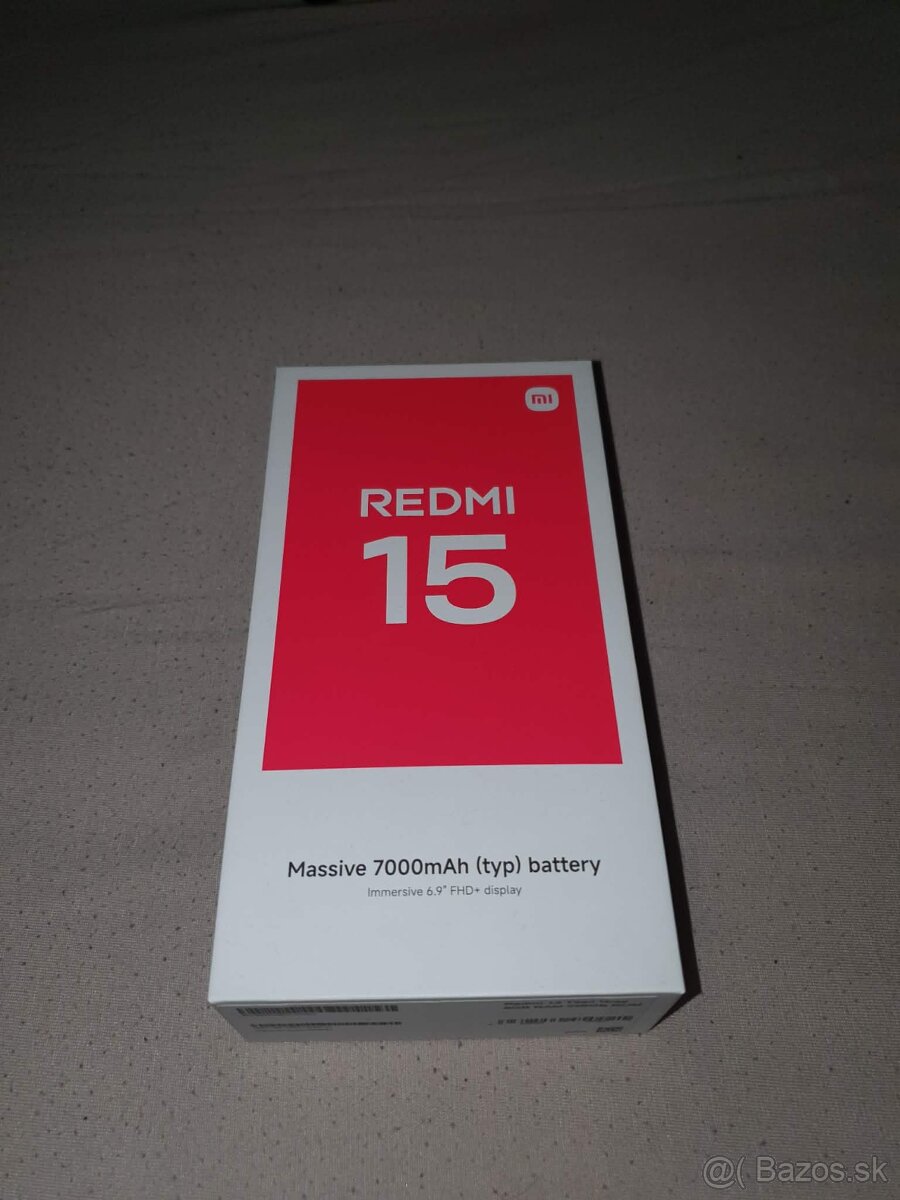 mi
REDMI
15
Massive 7000mAh (typ) battery
Immersive 6.9" FHD+ display
@( Bazos.sk